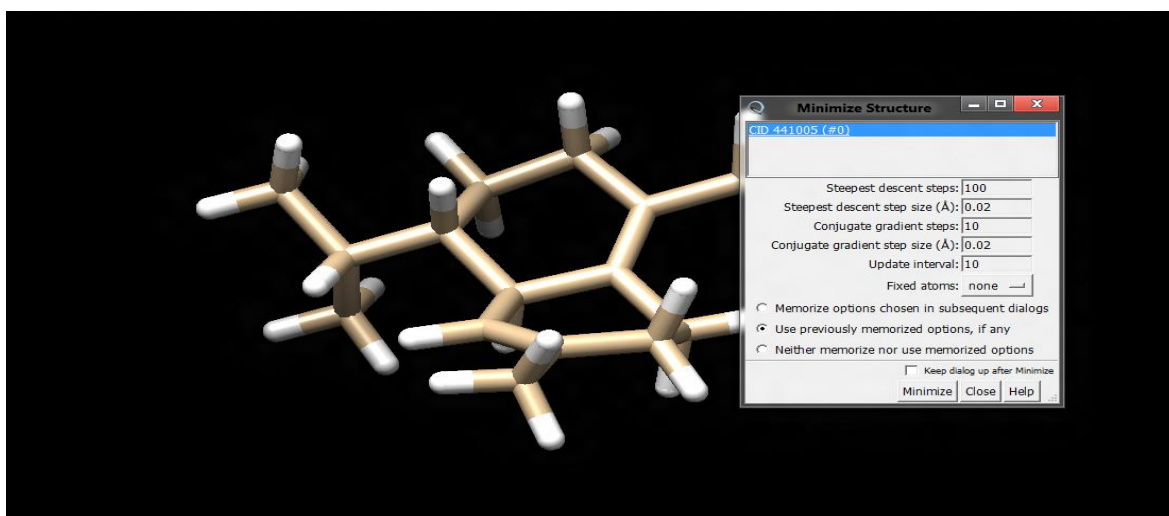 Minimize Structure
CID 441005 (#0)
Steepest descent steps: 100
Steepest descent step size (Å): 0.02
Conjugate gradient steps: 10
Conjugate gradient step size (Å): 0.02
Update interval: 10
Fixed atoms: none
Memorize options chosen in subsequent dialogs
Use previously memorized options, if any
Neither memorize nor use memorized options
Keep dialog up after Minimize
Minimize Close Help